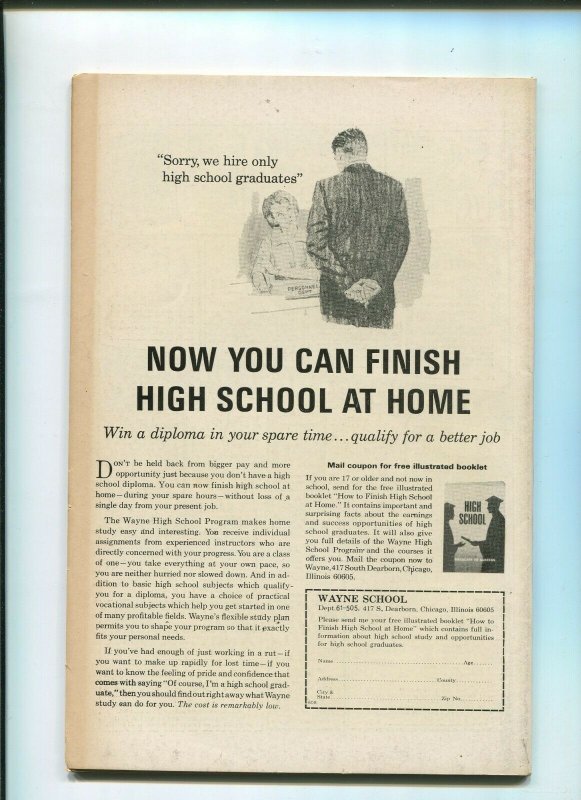 "Sorry, we hire only
high school graduates"
PERSONNEL
DEPT
NOW YOU CAN FINISH
HIGH SCHOOL AT HOME
Win a diploma in your spare time...qualify for a better job
Don't be held back from bigger pay and more
opportunity just because you don't have a high
school diploma. You can now finish high school at
home—during your spare hours—without loss of a
single day from your present job.
The Wayne High School Program makes home
study easy and interesting. You receive individual
assignments from experienced instructors who are
directly concerned with your progress. You are a class
of one—you take everything at your own pace, so
you are neither hurried nor slowed down. And in ad-
dition to basic high school subjects which qualify-
you for a diploma, you have a choice of practical
vocational subjects which help you get started in one
of many profitable fields. Wayne's flexible study plan
permits you to shape your program so that it exactly
fits your personal needs.
If you've had enough of just working in a rut—if
you want to make up rapidly for lost time—if you
want to know the feeling of pride and confidence that
comes with saying "Of course, I'm a high school grad-
uate," then you should find out right away what Wayne
study can do for you. The cost is remarkably low.
Mail coupon for free illustrated booklet
If you are 17 or older and not now in
school, send for the free illustrated
booklet "How to Finish High School
at Home." It contains important and
surprising facts about the earnings
and success opportunities of high
school graduates. It will also give
you full details of the Wayne High
School Program and the courses it
offers you. Mail the coupon now to
Wayne, 417 South Dearborn, Chicago,
Illinois 60605.
HIGH
SCHOOL
WAYNE SCHOOL
Dept 61-505, 417 S, Dearborn, Chicago, Illinois 60605
Please send me your free illustrated booklet "How to
Finish High School at Home" which contains full in-
formation about high school study and opportunities
for high school graduates.
Name Age
Address County
City &
State Zip No.